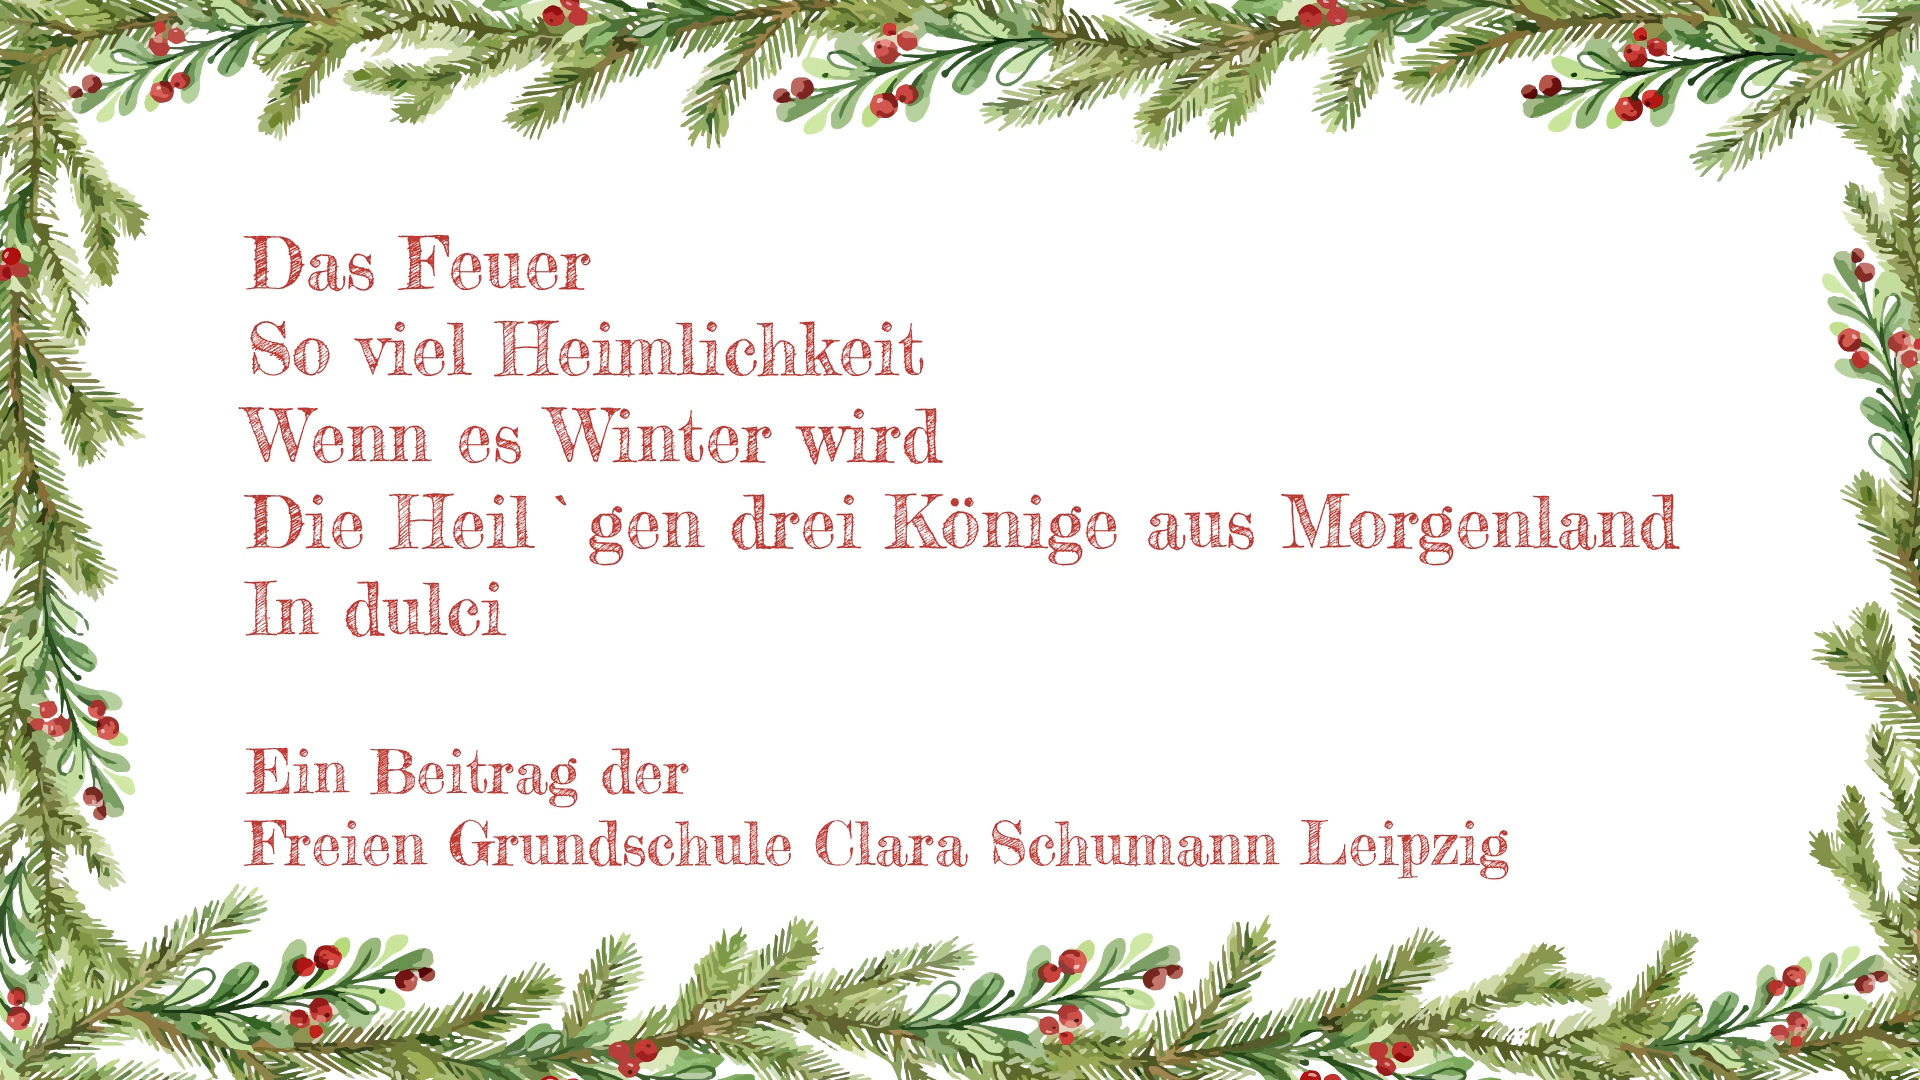 Das Feuer
So viel Heimlichkeit
Wenn es Winter wird
Die Heil`gen drei Könige aus Morgenland
In dulci
Ein Beitrag der
Freien Grundschule Clara Schumann Leipzig